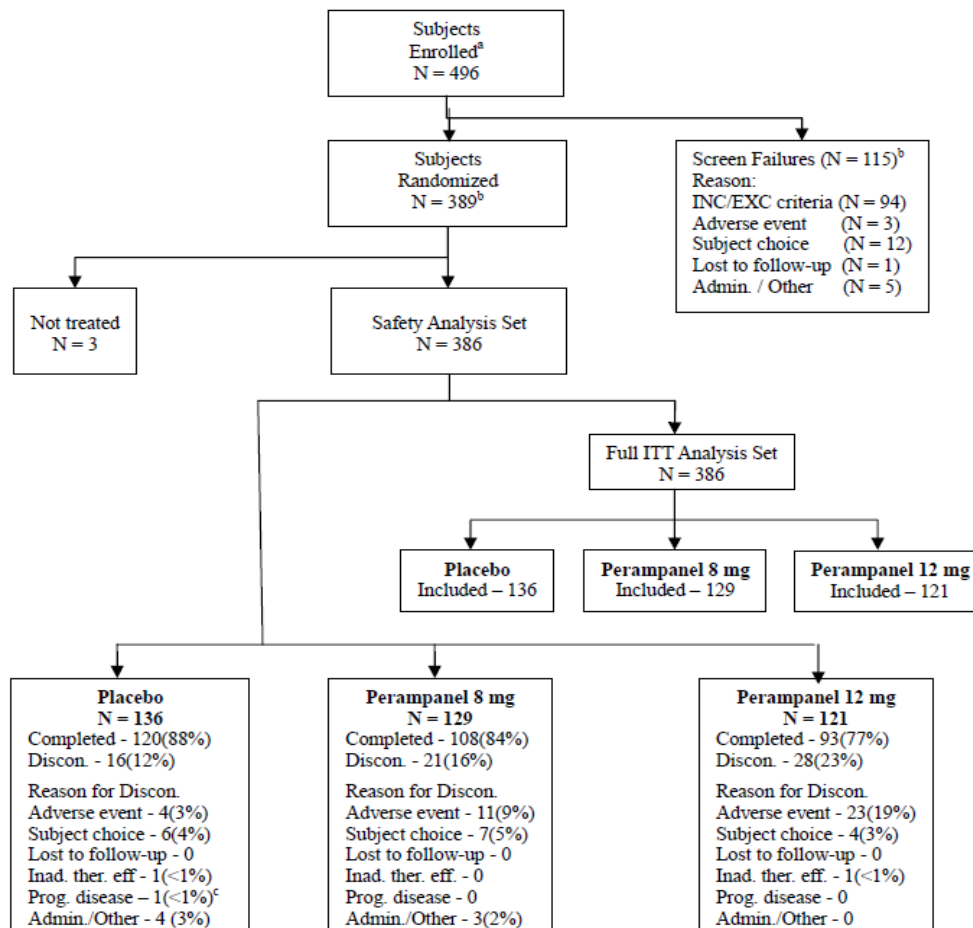 Subjects
Enrolledᵃ
N = 496
Subjects
Randomized
N = 389ᵇ
Screen Failures (N = 115)ᵇ
Reason:
INC/EXC criteria (N = 94)
Adverse event (N = 3)
Subject choice (N = 12)
Lost to follow-up (N = 1)
Admin. / Other (N = 5)
Not treated
N = 3
Safety Analysis Set
N = 386
Full ITT Analysis Set
N = 386
Placebo
Included – 136
Perampanel 8 mg
Included – 129
Perampanel 12 mg
Included – 121
Placebo
N = 136
Completed - 120(88%)
Discon. - 16(12%)
Reason for Discon.
Adverse event - 4(3%)
Subject choice - 6(4%)
Lost to follow-up - 0
Inad. ther. eff - 1(<1%)
Prog. disease – 1(<1%)ᶜ
Admin./Other - 4 (3%)
Perampanel 8 mg
N = 129
Completed - 108(84%)
Discon. - 21(16%)
Reason for Discon.
Adverse event - 11(9%)
Subject choice - 7(5%)
Lost to follow-up - 0
Inad. ther. eff. - 0
Prog. disease - 0
Admin./Other - 3(2%)
Perampanel 12 mg
N = 121
Completed - 93(77%)
Discon. - 28(23%)
Reason for Discon.
Adverse event - 23(19%)
Subject choice - 4(3%)
Lost to follow-up - 0
Inad. ther. eff. - 1(<1%)
Prog. disease - 0
Admin./Other - 0